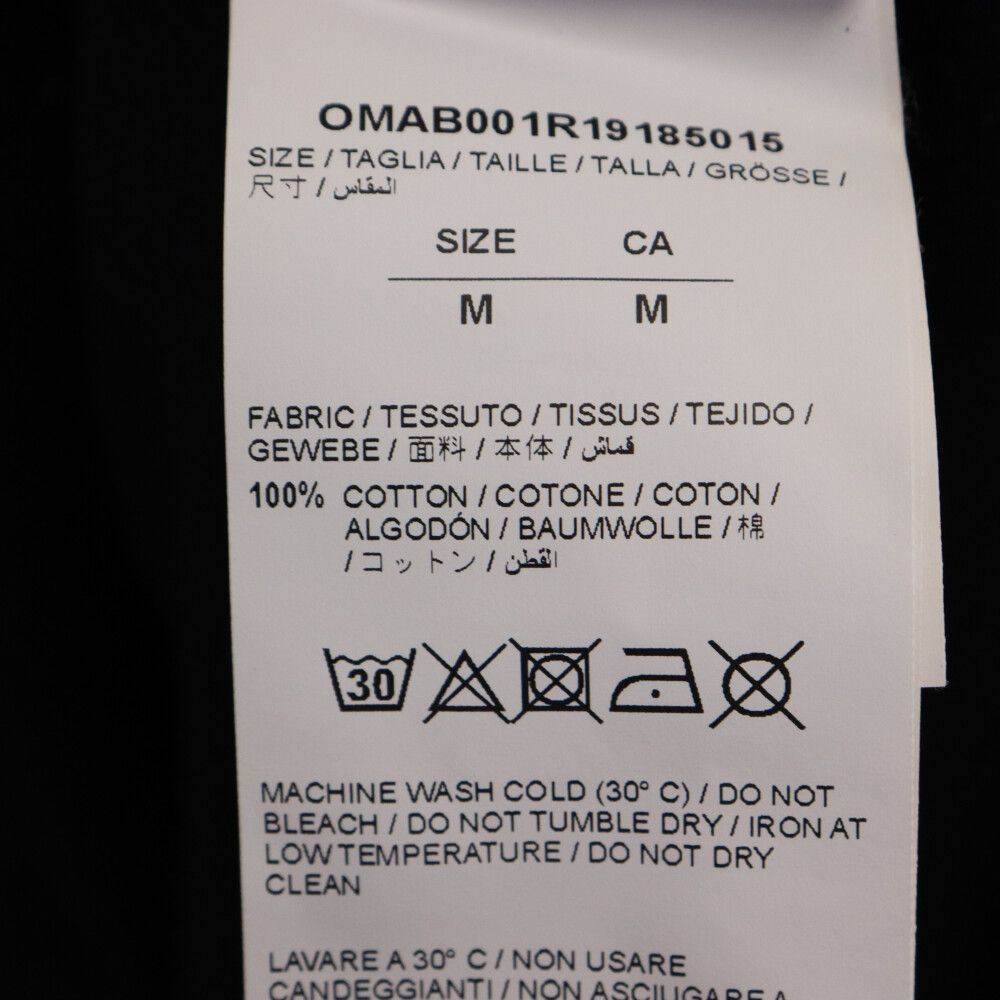 OMAB001R19185015
SIZE / TAGLIA / TAILLE / TALLA / GRÖSSE /
尺寸 / المقاس
SIZE CA
M M
FABRIC / TESSUTO / TISSUS / TEJIDO /
GEWEBE / 面料 / 本体 / قماش
100% COTTON / COTONE / COTON /
ALGODÓN / BAUMWOLLE / 棉
/ コットン / القطن
30
MACHINE WASH COLD (30° C) / DO NOT
BLEACH / DO NOT TUMBLE DRY / IRON AT
LOW TEMPERATURE / DO NOT DRY
CLEAN
LAVARE A 30° C / NON USARE
CANDEGGIANTI / NON ASCIUGARE A